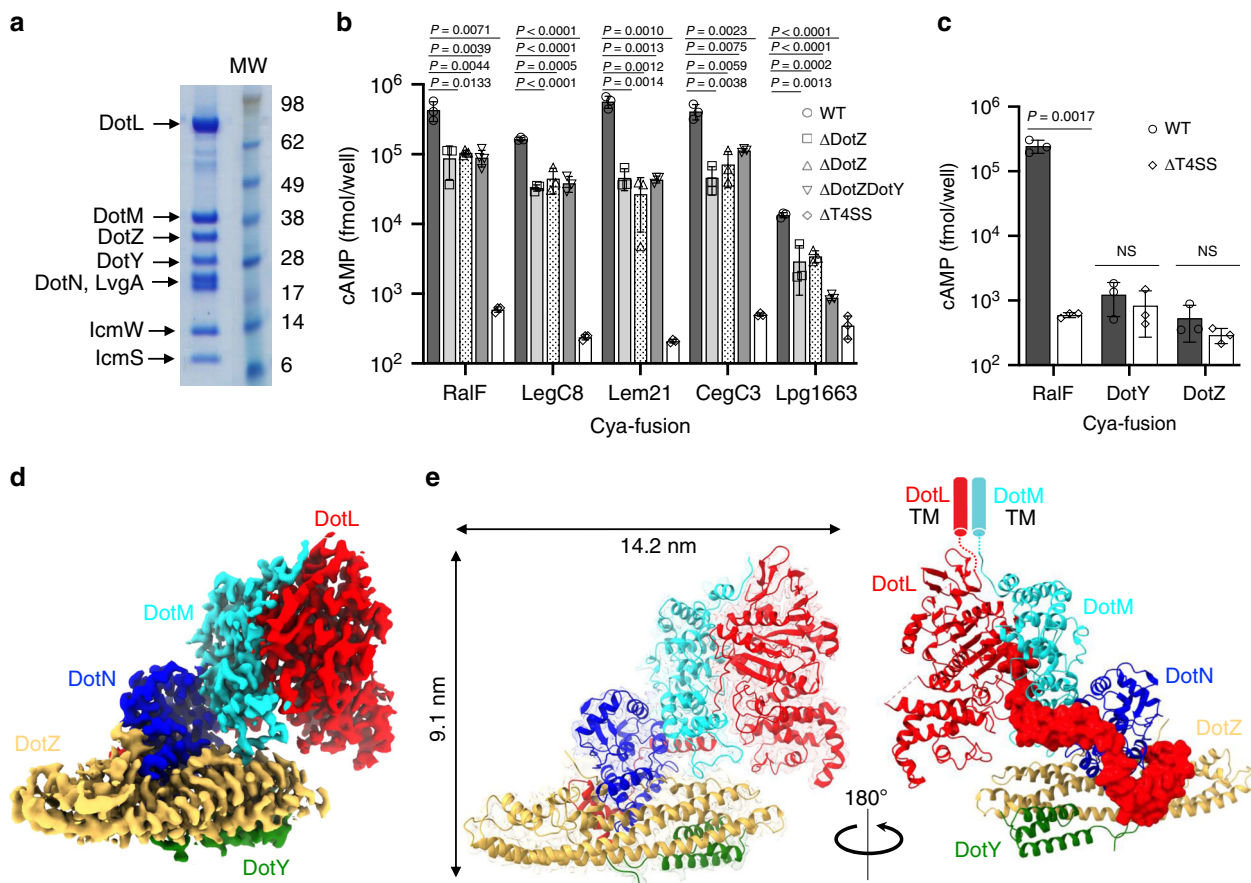 a
MW
98
DotL
62
49
DotM
38
DotZ
DotY
28
DotN, LvgA
17
IcmW
14
IcmS
6
b
P = 0.0071 P < 0.0001 P = 0.0010 P = 0.0023 P < 0.0001
P = 0.0039 P < 0.0001 P = 0.0013 P = 0.0075 P < 0.0001
P = 0.0044 P = 0.0005 P = 0.0012 P = 0.0059 P = 0.0002
P = 0.0133 P < 0.0001 P = 0.0014 P = 0.0038 P = 0.0013
10⁶
10⁵
10⁴
10³
10²
cAMP (fmol/well)
WT
ΔDotZ
ΔDotZ
ΔDotZDotY
ΔT4SS
RalF LegC8 Lem21 CegC3 Lpg1663
Cya-fusion
c
P = 0.0017
10⁶
10⁵
10⁴
10³
10²
cAMP (fmol/well)
WT
ΔT4SS
NS NS
RalF DotY DotZ
Cya-fusion
d
DotL
DotM
DotN
DotZ
DotY
e
14.2 nm
9.1 nm
180°
DotL DotM
TM TM
DotL
DotM
DotN
DotZ
DotY